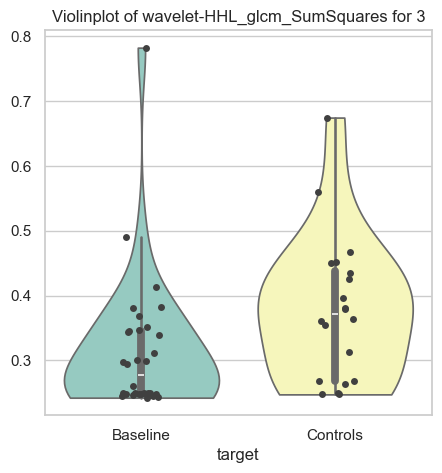 Violinplot of wavelet-HHL_glcm_SumSquares for 3
0.8
0.7
0.6
0.5
0.4
0.3
Baseline
Controls
target